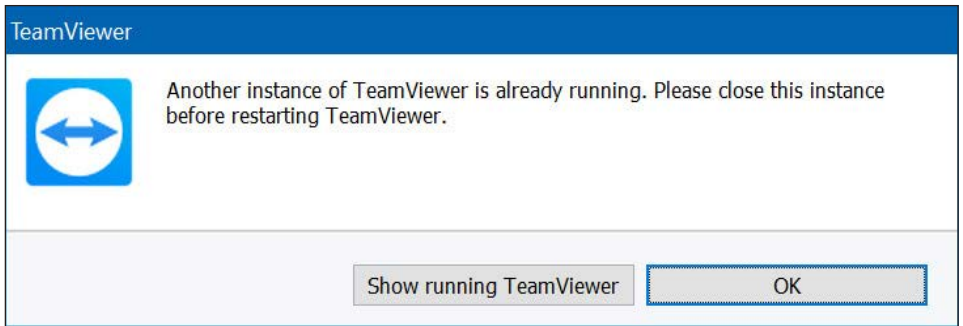 TeamViewer
Another instance of TeamViewer is already running. Please close this instance
before restarting TeamViewer.
Show running TeamViewer
OK